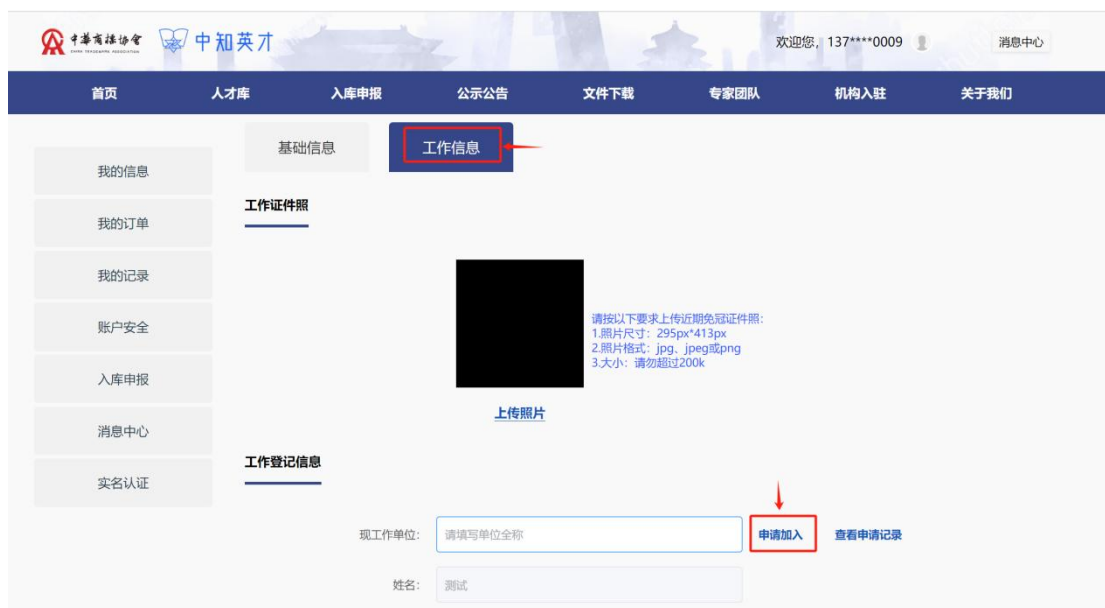 中華商標协會
CHINA TRADEMARK ASSOCIATION
中知英才
欢迎您, 137****0009
消息中心
首页
人才库
入库申报
公示公告
文件下载
专家团队
机构入驻
关于我们
基础信息
工作信息
我的信息
我的订单
我的记录
账户安全
入库申报
消息中心
实名认证
工作证件照
请按以下要求上传近期免冠证件照:
1.照片尺寸: 295px*413px
2.照片格式: jpg、jpeg或png
3.大小: 请勿超过200k
上传照片
工作登记信息
现工作单位:
请填写单位全称
申请加入
查看申请记录
姓名:
测试